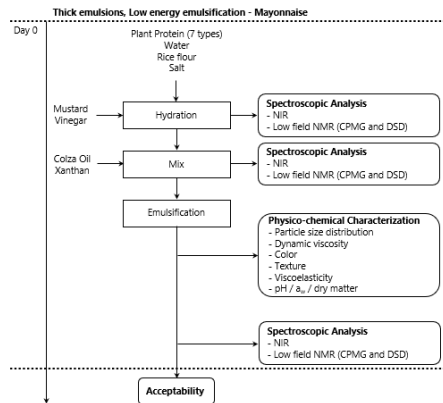 Thick emulsions, Low energy emulsification - Mayonnaise
Day 0
Plant Protein (7 types)
Water
Rice flour
Salt
Mustard
Vinegar
Hydration
Spectroscopic Analysis
- NIR
- Low field NMR (CPMG and DSD)
Colza Oil
Xanthan
Mix
Spectroscopic Analysis
- NIR
- Low field NMR (CPMG and DSD)
Emulsification
Physico-chemical Characterization
- Particle size distribution
- Dynamic viscosity
- Color
- Texture
- Viscoelasticity
- pH / aw / dry matter
Spectroscopic Analysis
- NIR
- Low field NMR (CPMG and DSD)
Acceptability